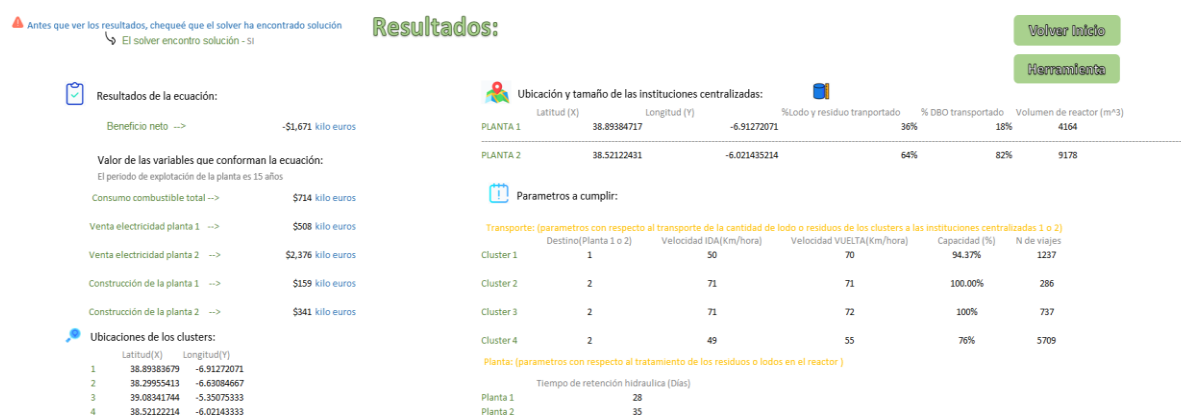 Antes que ver los resultados, chequeé que el solver ha encontrado solución
El solver encontro solución - SI
Resultados:
Volver Inicio
Herramienta
Resultados de la ecuación:
Beneficio neto --> -$1,671 kilo euros
Valor de las variables que conforman la ecuación:
El periodo de explotación de la planta es 15 años
Consumo combustible total --> $714 kilo euros
Venta electricidad planta 1 --> $508 kilo euros
Venta electricidad planta 2 --> $2,376 kilo euros
Construcción de la planta 1 --> $159 kilo euros
Construcción de la planta 2 --> $341 kilo euros
Ubicaciones de los clusters:
Latitud(X) Longitud(Y)
1 38.89383679 -6.91272071
2 38.29955413 -6.63084667
3 39.08341744 -5.35075333
4 38.52122214 -6.02143333
Ubicación y tamaño de las instituciones centralizadas:
Latitud (X) Longitud (Y) %Lodo y residuo tranportado % DBO transportado Volumen de reactor (m^3)
PLANTA 1 38.89384717 -6.91272071 36% 18% 4164
PLANTA 2 38.52122431 -6.021435214 64% 82% 9178
Parametros a cumplir:
Transporte: (parametros con respecto al transporte de la cantidad de lodo o residuos de los clusters a las instituciones centralizadas 1 o 2)
Destino(Planta 1 o 2) Velocidad IDA(Km/hora) Velocidad VUELTA(Km/hora) Capacidad (%) N de viajes
Cluster 1 1 50 70 94.37% 1237
Cluster 2 2 71 71 100.00% 286
Cluster 3 2 71 72 100% 737
Cluster 4 2 49 55 76% 5709
Planta: (parametros con respecto al tratamiento de los residuos o lodos en el reactor )
Tiempo de retención hidraulica (Días)
Planta 1 28
Planta 2 35